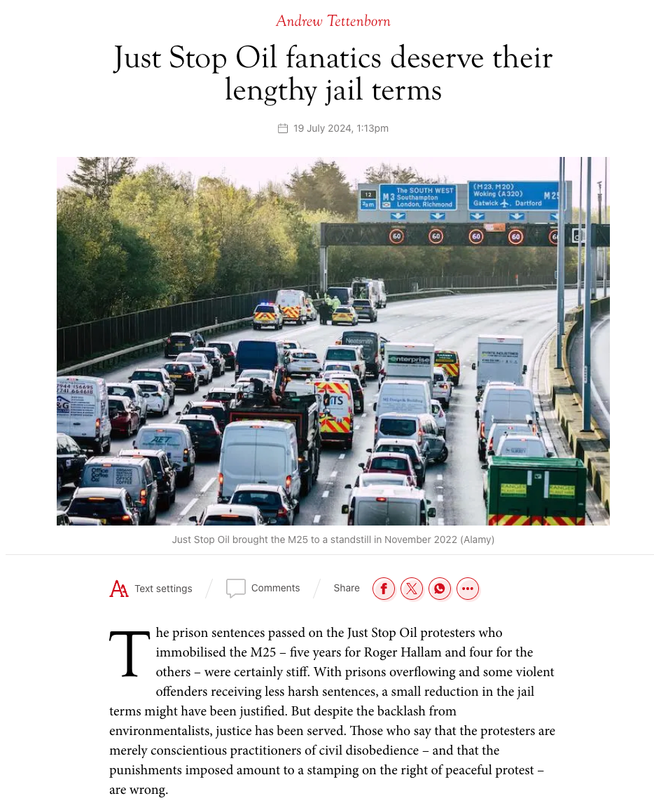 Andrew Tettenborn
Just Stop Oil fanatics deserve their
lengthy jail terms
19 July 2024, 1:13pm
12
M3
The SOUTH WEST
Southampton
London, Richmond
(M23, M20)
Woking (A320)
Gatwick Dartford
M25
60 60 60 60 60
enterprise
ITS
AET
Just Stop Oil brought the M25 to a standstill in November 2022 (Alamy)
AA Text settings Comments Share
The prison sentences passed on the Just Stop Oil protesters who
immobilised the M25 – five years for Roger Hallam and four for the
others – were certainly stiff. With prisons overflowing and some violent
offenders receiving less harsh sentences, a small reduction in the jail
terms might have been justified. But despite the backlash from
environmentalists, justice has been served. Those who say that the protesters are
merely conscientious practitioners of civil disobedience – and that the
punishments imposed amount to a stamping on the right of peaceful protest –
are wrong.